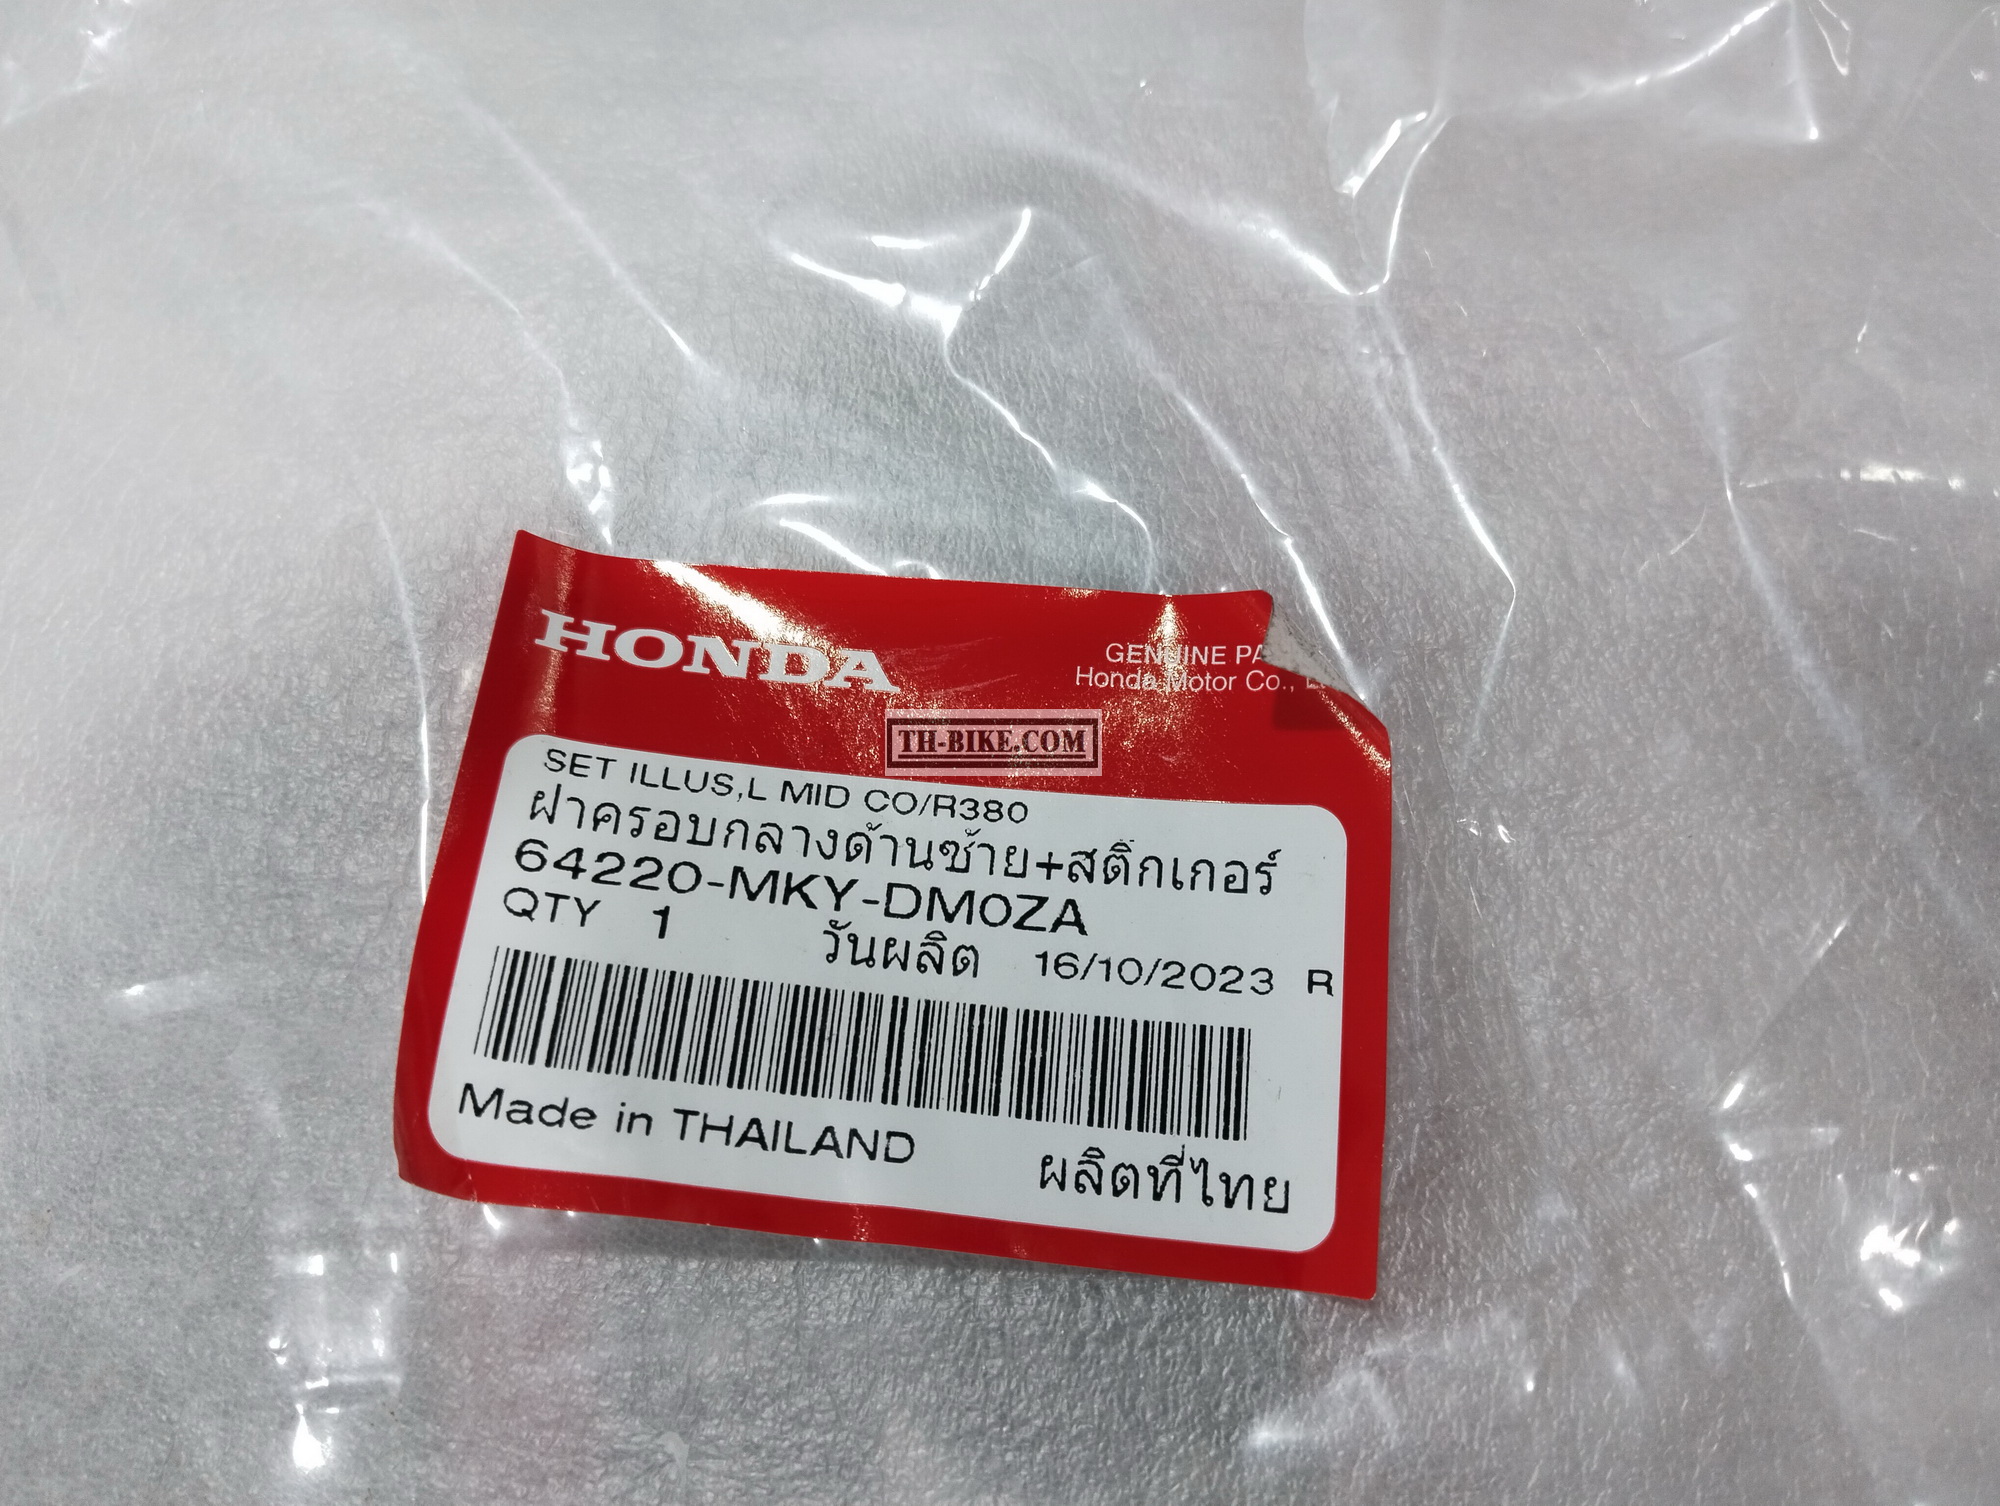 HONDA
GENUINE
Honda Motor Co.,
TH-BIKE.COM
SET ILLUS,L MID CO/R380
ฝาครอบกลางด้านซ้าย+สติ๊กเกอร์
64220-MKY-DM0ZA
QTY 1 วันผลิต 16/10/2023 R
Made in THAILAND
ผลิตที่ไทย